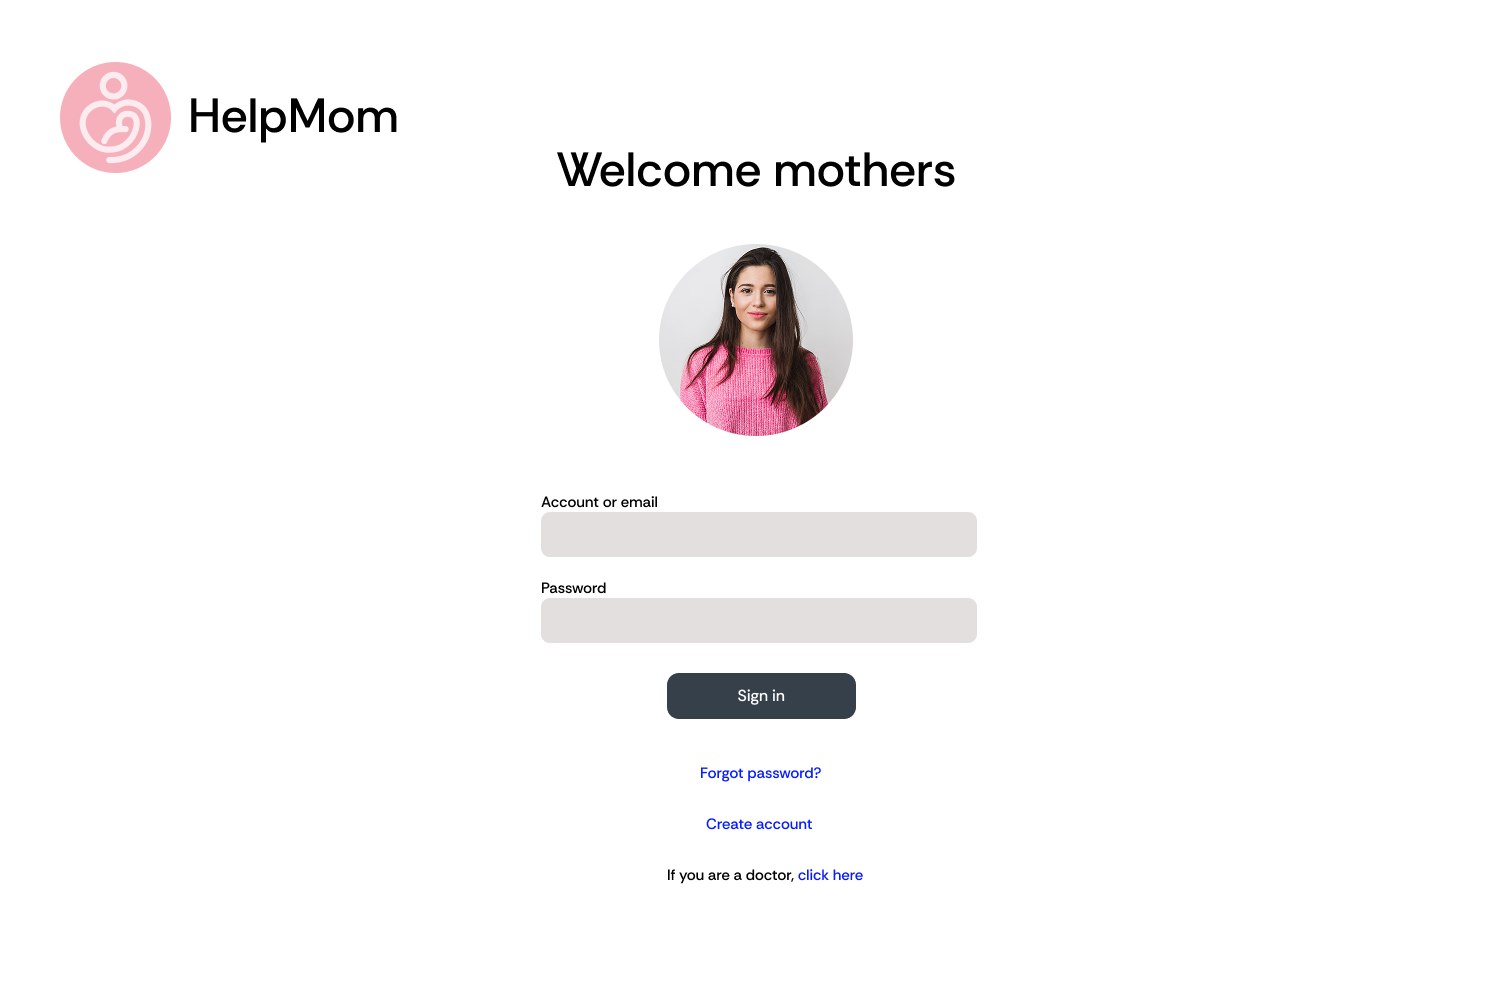 HelpMom
Welcome mothers
Account or email
Password
Sign in
Forgot password?
Create account
If you are a doctor, click here